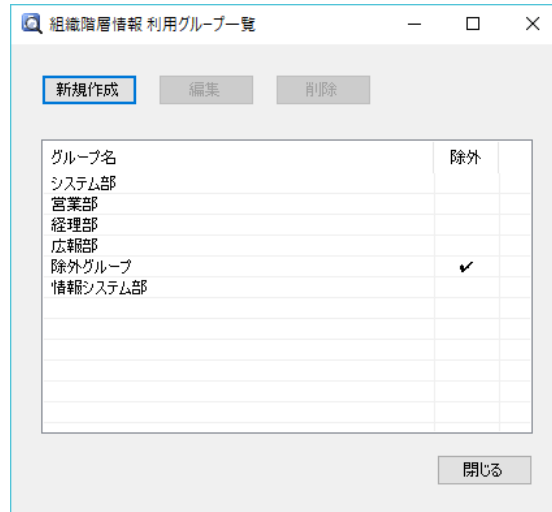 組織階層情報 利用グループ一覧
新規作成 編集 削除
グループ名 除外
システム部
営業部
経理部
広報部
除外グループ ✔
情報システム部
閉じる